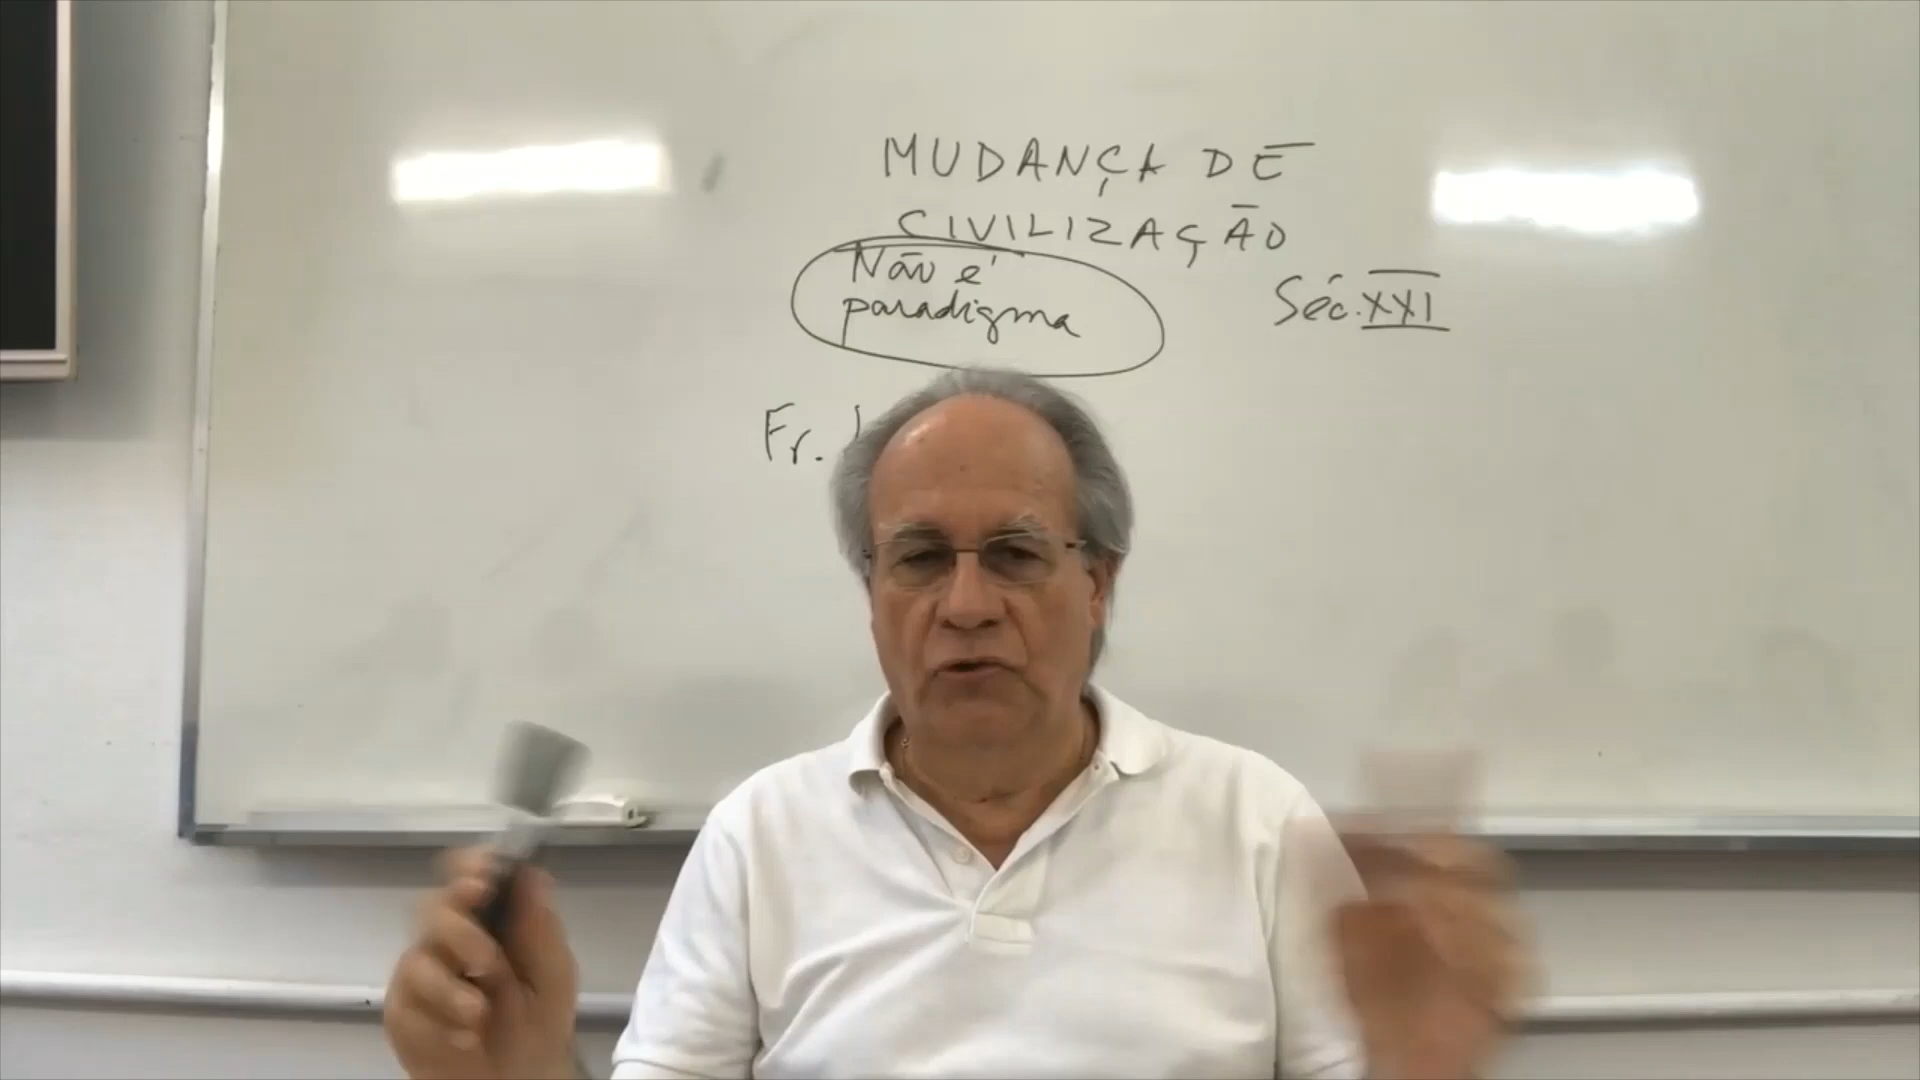 MUDANÇA DE
CIVILIZAÇÃO
Não é
paradigma
Séc. XXI
Fr.